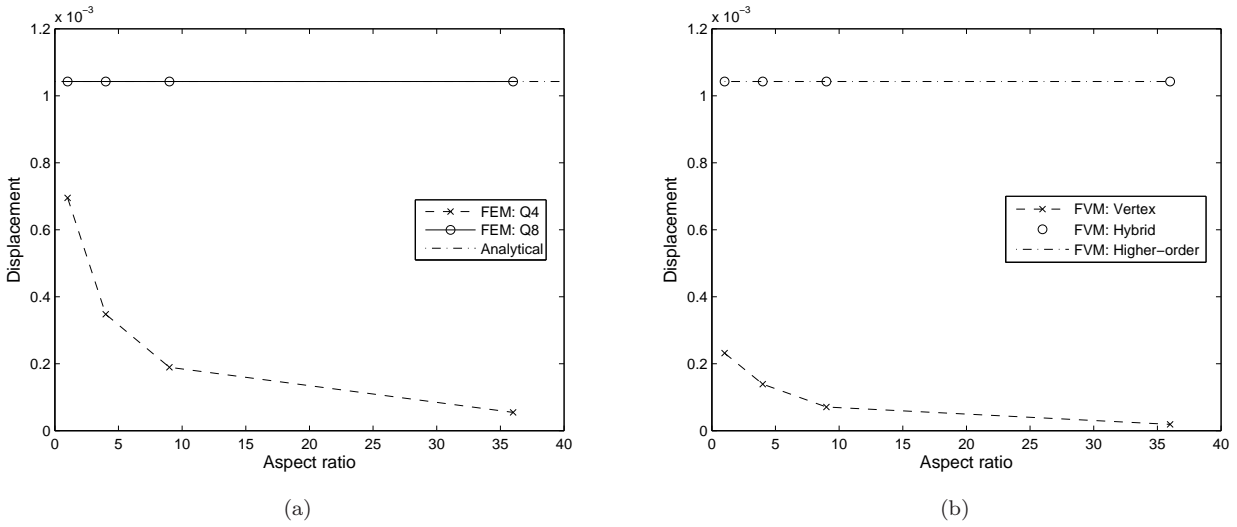 x 10⁻³
1.2
1
0.8
0.6
0.4
0.2
0
Displacement
0 5 10 15 20 25 30 35 40
Aspect ratio
FEM: Q4
FEM: Q8
Analytical
(a)
x 10⁻³
1.2
1
0.8
0.6
0.4
0.2
0
Displacement
0 5 10 15 20 25 30 35 40
Aspect ratio
FVM: Vertex
FVM: Hybrid
FVM: Higher−order
(b)